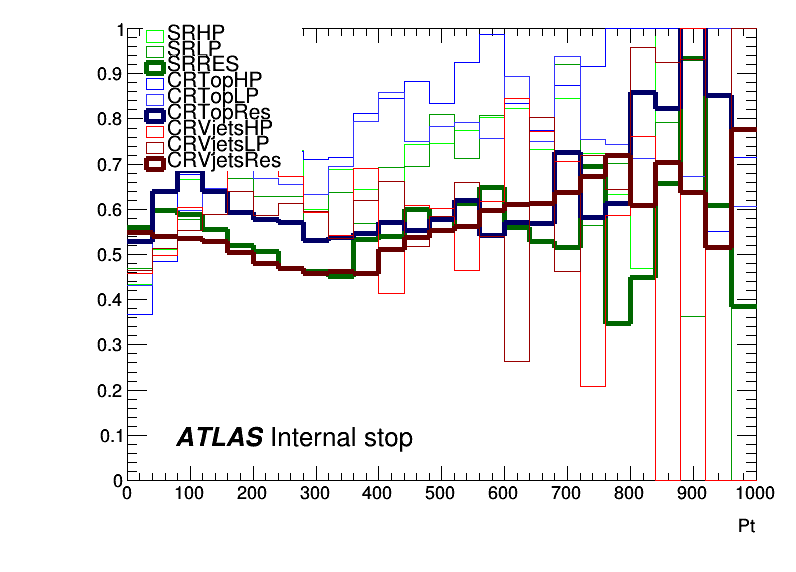 1
SRHP
SRLP
0.9
SRRES
CRTopHP
CRTopLP
0.8
CRTopRes
CRVjetsHP
CRVjetsLP
0.7
CRVjetsRes
0.6
0.5
0.4
0.3
0.2
0.1
ATLAS Internal stop
0
0 100 200 300 400 500 600 700 800 900 1000
Pt